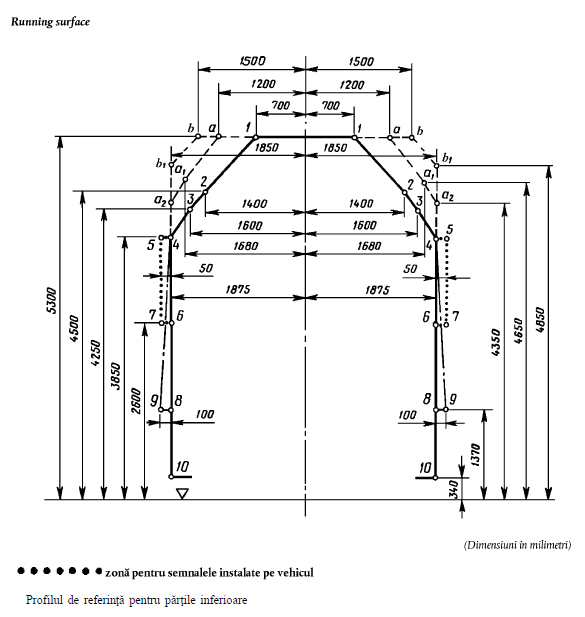 Running surface
1500 1500
1200 1200
700 700
b a 1 1 a b
1850 1850
b1 a1 a1 b1
a2 2 2 a2
3 1400 1400 3
1600 1600
5 4 1680 1680 4 5
50 50
1875 1875
7 6 6 7
5300 4500 4250 3850 2600 4350 4650 4850
9 8 8 9
100 100
1370
10 10
340
(Dimensiuni în milimetri)
zonă pentru semnalele instalate pe vehicul
Profilul de referință pentru părțile inferioare